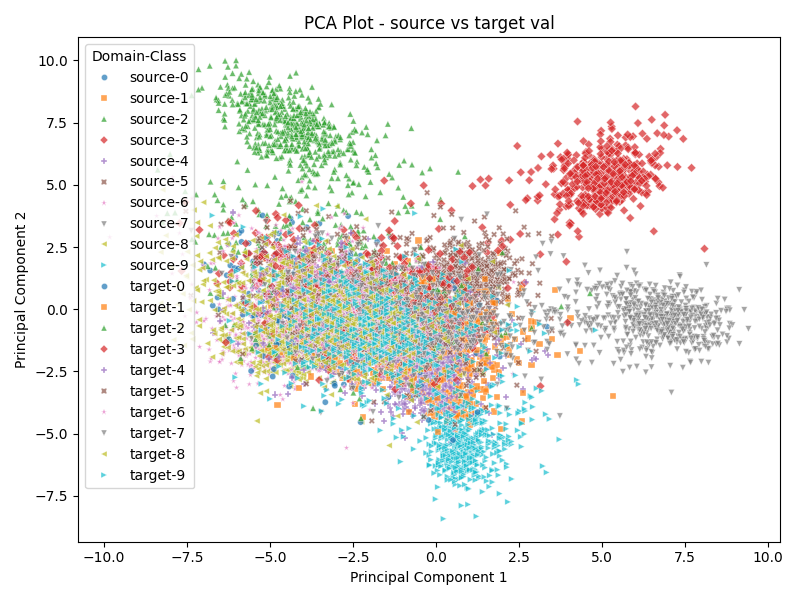 PCA Plot - source vs target val
Domain-Class
source-0
source-1
source-2
source-3
source-4
source-5
source-6
source-7
source-8
source-9
target-0
target-1
target-2
target-3
target-4
target-5
target-6
target-7
target-8
target-9
Principal Component 2
10.0
7.5
5.0
2.5
0.0
−2.5
−5.0
−7.5
−10.0 −7.5 −5.0 −2.5 0.0 2.5 5.0 7.5 10.0
Principal Component 1